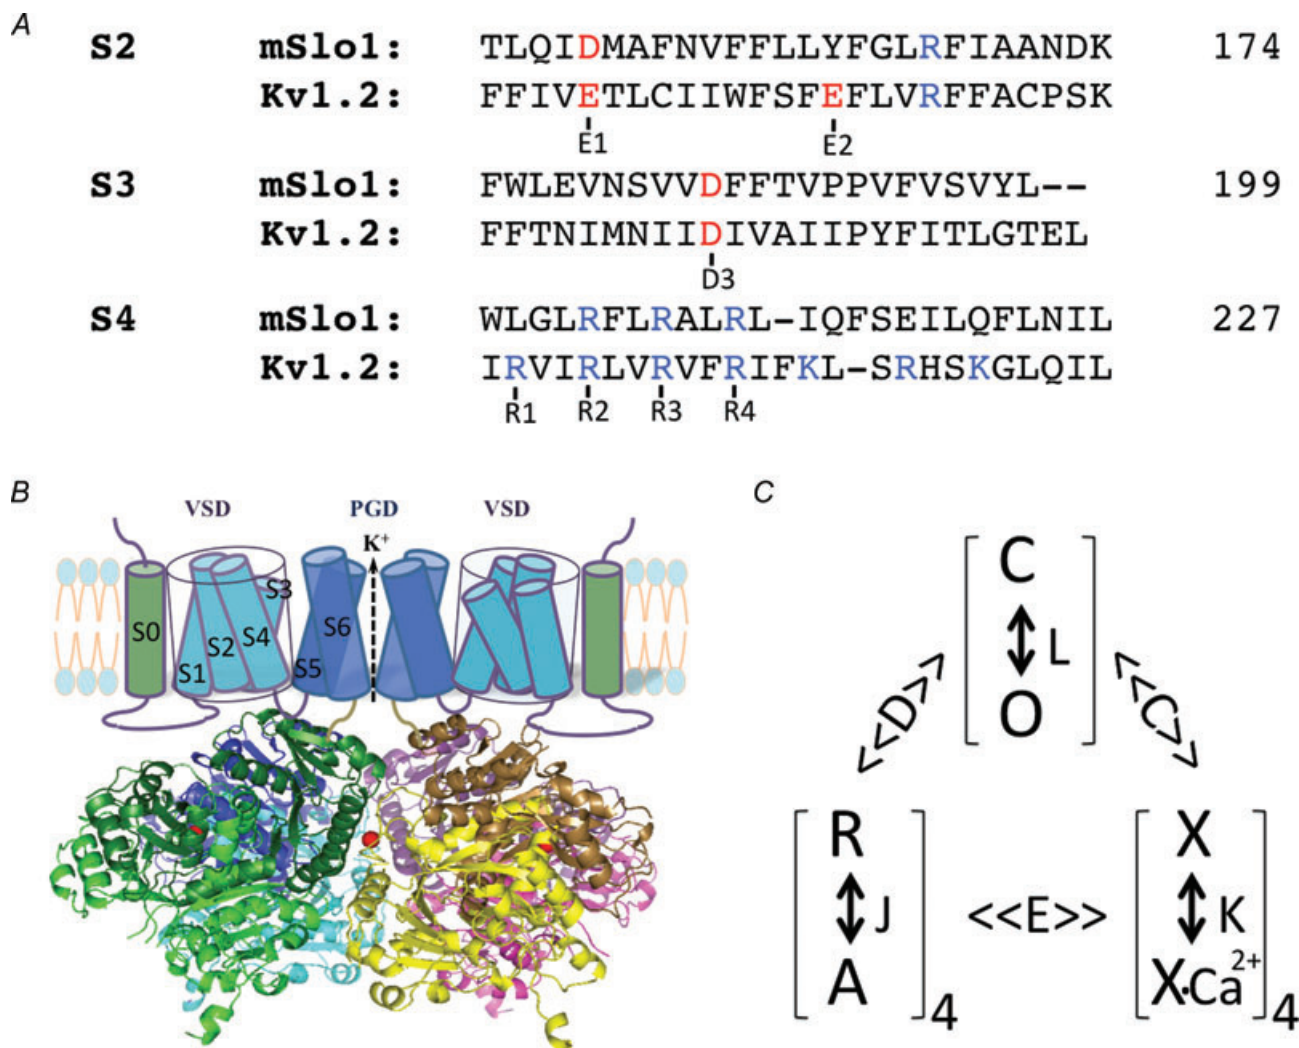 A
S2 mSlo1: TLQIDMAFNVFFLLYFGLRFIAANDK 174
Kv1.2: FFIVETLCIIWFSFEFLVRFFACPSK
E1 E2
S3 mSlo1: FWLEVNSVVDFFTVPPVFVSVYL-- 199
Kv1.2: FFTNIMNIIDIVAIIPYFITLGTEL
D3
S4 mSlo1: WLGLRFLRALRL-IQFSEILQFLNIL 227
Kv1.2: IRVIRLVRVFRIFKL-SRHSKGLQIL
R1 R2 R3 R4
B
VSD PGD VSD
K+
S0 S1 S2 S4 S3 S5 S6
C
C
L
O
<<D>> <<C>>
R
J
A
4
<<E>>
X
K
X·Ca2+
4